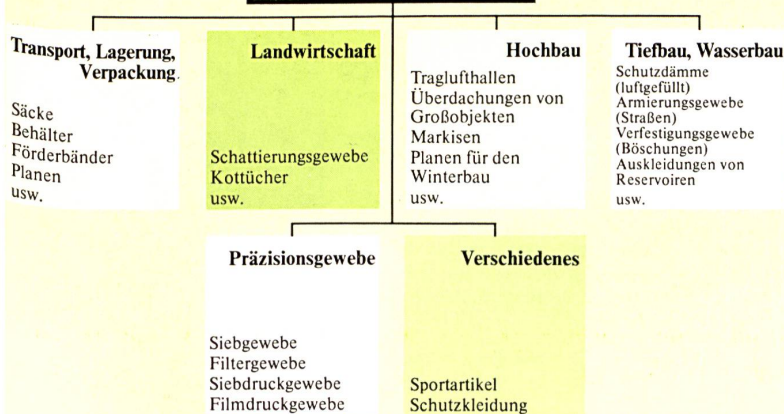 Transport, Lagerung,
Verpackung
Säcke
Behälter
Förderbänder
Planen
usw.
Landwirtschaft
Schattierungsgewebe
Kottücher
usw.
Hochbau
Traglufthallen
Überdachungen von
Großobjekten
Markisen
Planen für den
Winterbau
usw.
Tiefbau, Wasserbau
Schutzdämme
(luftgefüllt)
Armierungsgewebe
(Straßen)
Verfestigungsgewebe
(Böschungen)
Auskleidungen von
Reservoiren
usw.
Präzisionsgewebe
Siebgewebe
Filtergewebe
Siebdruckgewebe
Filmdruckgewebe
Verschiedenes
Sportartikel
Schutzkleidung